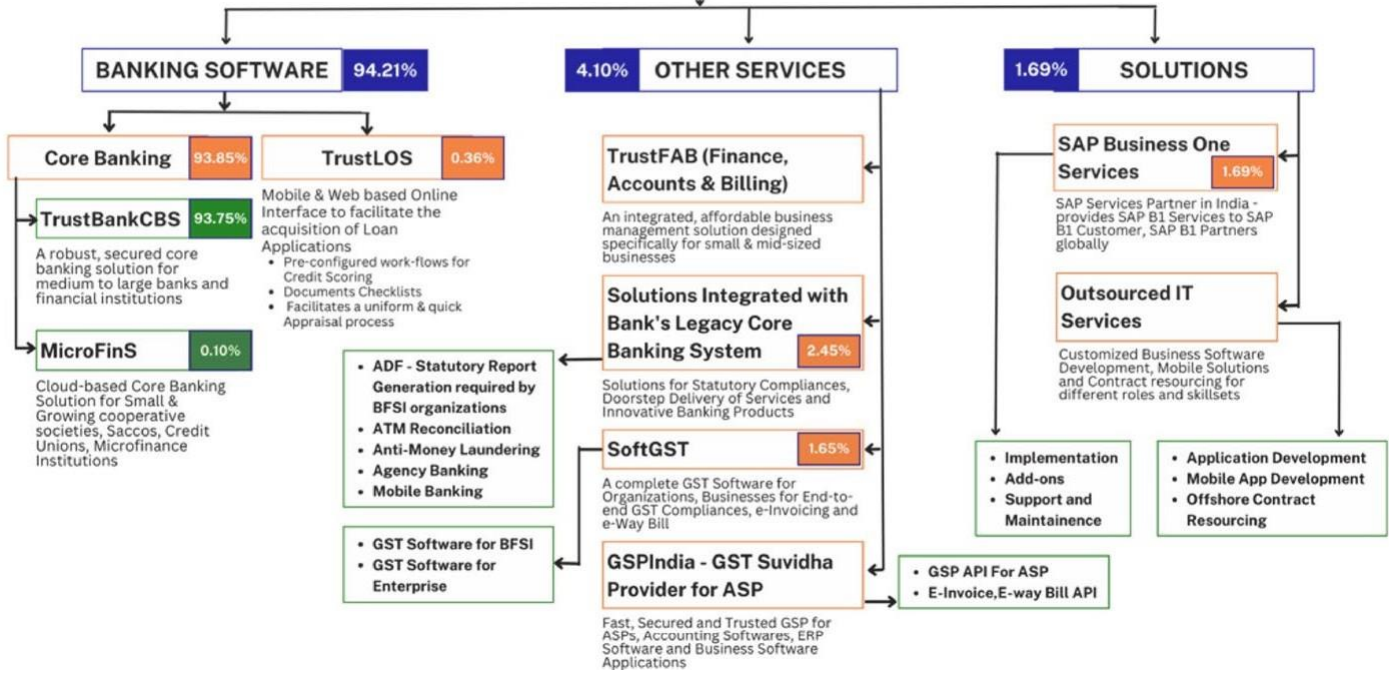 BANKING SOFTWARE 94.21%
4.10% OTHER SERVICES
1.69% SOLUTIONS
Core Banking 93.85%
TrustBankCBS 93.75%
A robust, secured core
banking solution for
medium to large banks and
financial institutions
MicroFinS 0.10%
Cloud-based Core Banking
Solution for Small &
Growing cooperative
societies, Saccos, Credit
Unions, Microfinance
Institutions
TrustLOS 0.36%
Mobile & Web based Online
Interface to facilitate the
acquisition of Loan
Applications
• Pre-configured work-flows for
Credit Scoring
• Documents Checklists
• Facilitates a uniform & quick
Appraisal process
TrustFAB (Finance,
Accounts & Billing)
An integrated, affordable business
management solution designed
specifically for small & mid-sized
businesses
Solutions Integrated with
Bank's Legacy Core
Banking System 2.45%
Solutions for Statutory Compliances,
Doorstep Delivery of Services and
Innovative Banking Products
• ADF - Statutory Report
Generation required by
BFSI organizations
• ATM Reconciliation
• Anti-Money Laundering
• Agency Banking
• Mobile Banking
SoftGST 1.65%
A complete GST Software for
Organizations, Businesses for End-to-
end GST Compliances, e-Invoicing and
e-Way Bill
• GST Software for BFSI
• GST Software for
Enterprise
GSPIndia - GST Suvidha
Provider for ASP
Fast, Secured and Trusted GSP for
ASPs, Accounting Softwares, ERP
Software and Business Software
Applications
• GSP API For ASP
• E-Invoice,E-way Bill API
SAP Business One
Services 1.69%
SAP Services Partner in India -
provides SAP B1 Services to SAP
B1 Customer, SAP B1 Partners
globally
Outsourced IT
Services
Customized Business Software
Development, Mobile Solutions
and Contract resourcing for
different roles and skillsets
• Implementation
• Add-ons
• Support and
Maintainence
• Application Development
• Mobile App Development
• Offshore Contract
Resourcing